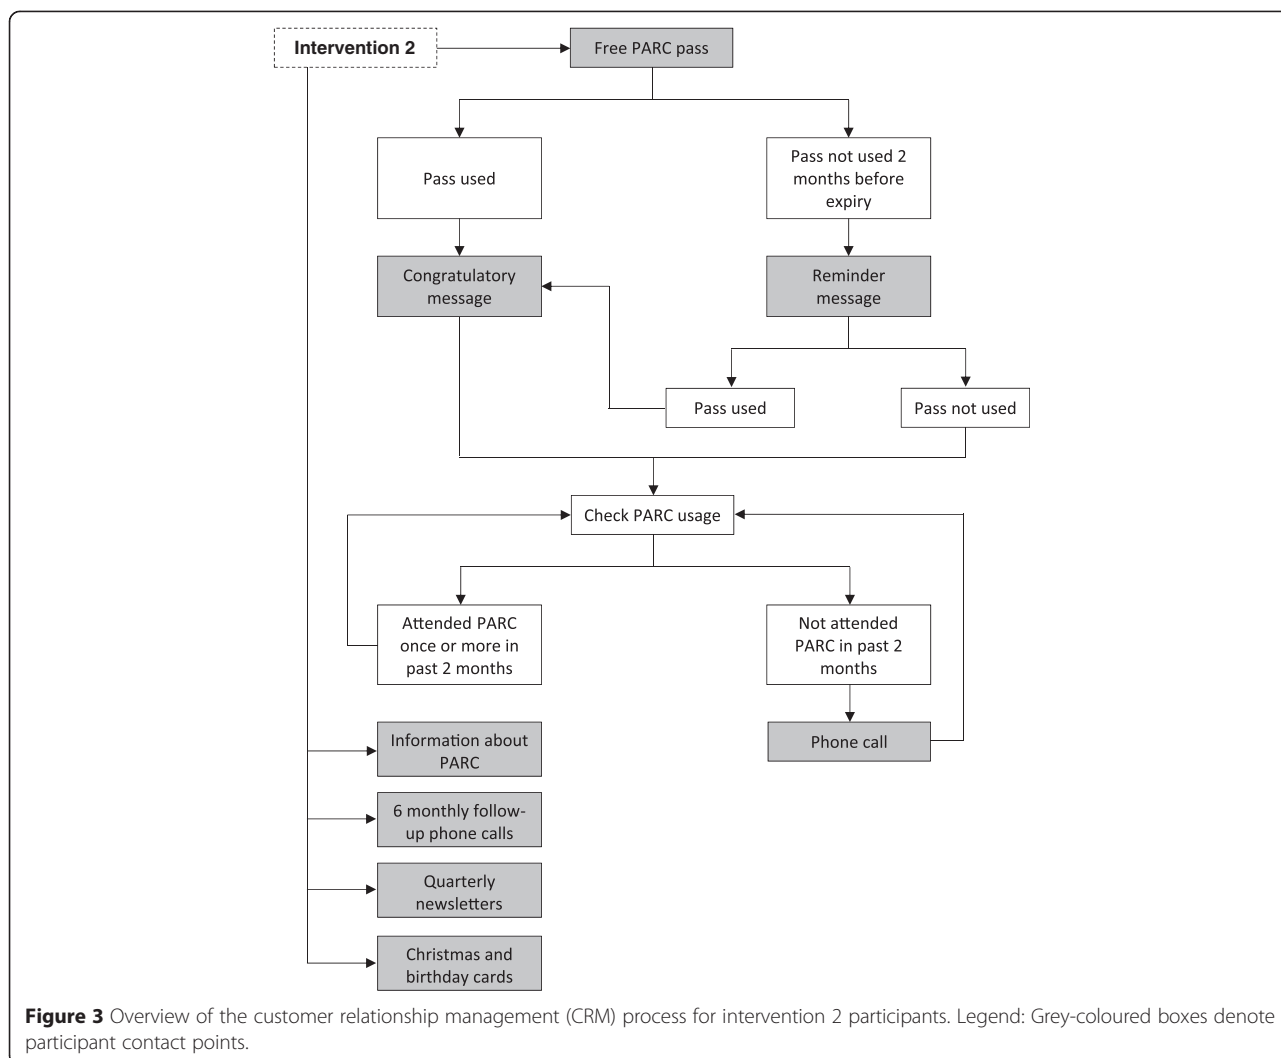 Intervention 2
Free PARC pass
Pass used
Pass not used 2
months before
expiry
Congratulatory
message
Reminder
message
Pass used
Pass not used
Check PARC usage
Attended PARC
once or more in
past 2 months
Not attended
PARC in past 2
months
Information about
PARC
Phone call
6 monthly follow-
up phone calls
Quarterly
newsletters
Christmas and
birthday cards
Figure 3 Overview of the customer relationship management (CRM) process for intervention 2 participants. Legend: Grey-coloured boxes denote
participant contact points.